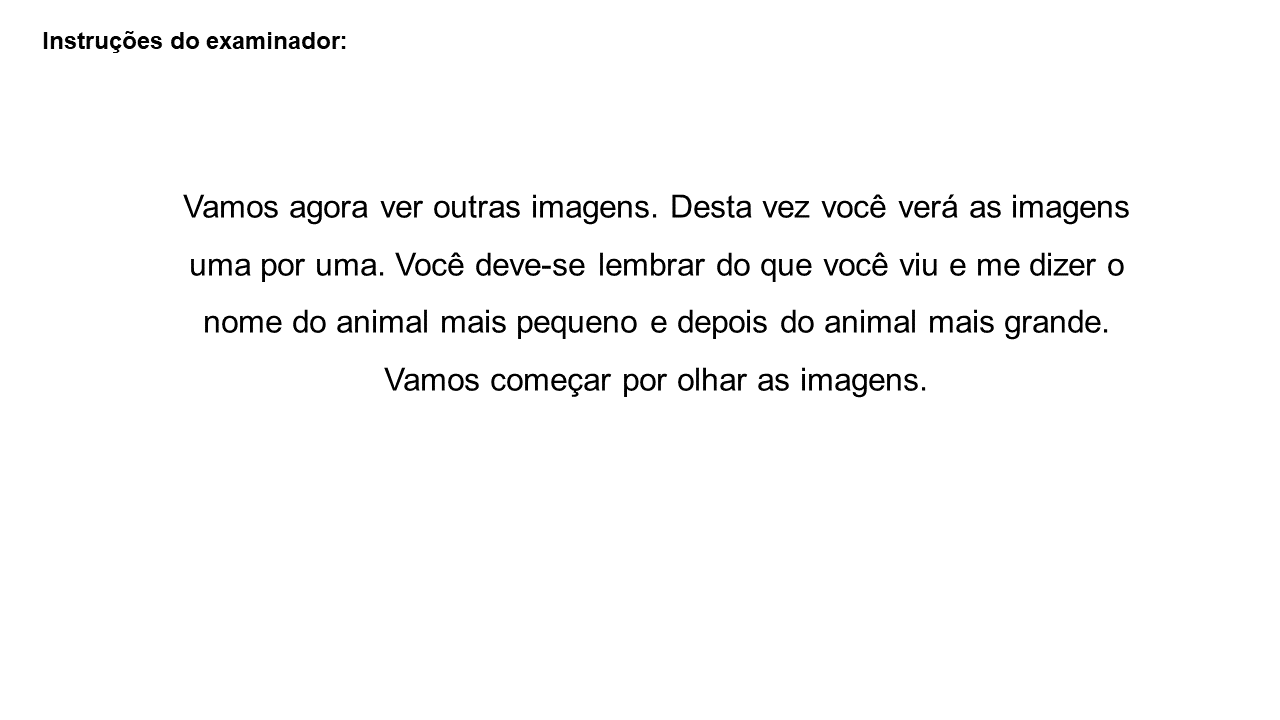 Instruções do examinador:
Vamos agora ver outras imagens. Desta vez você verá as imagens
uma por uma. Você deve-se lembrar do que você viu e me dizer o
nome do animal mais pequeno e depois do animal mais grande.
Vamos começar por olhar as imagens.